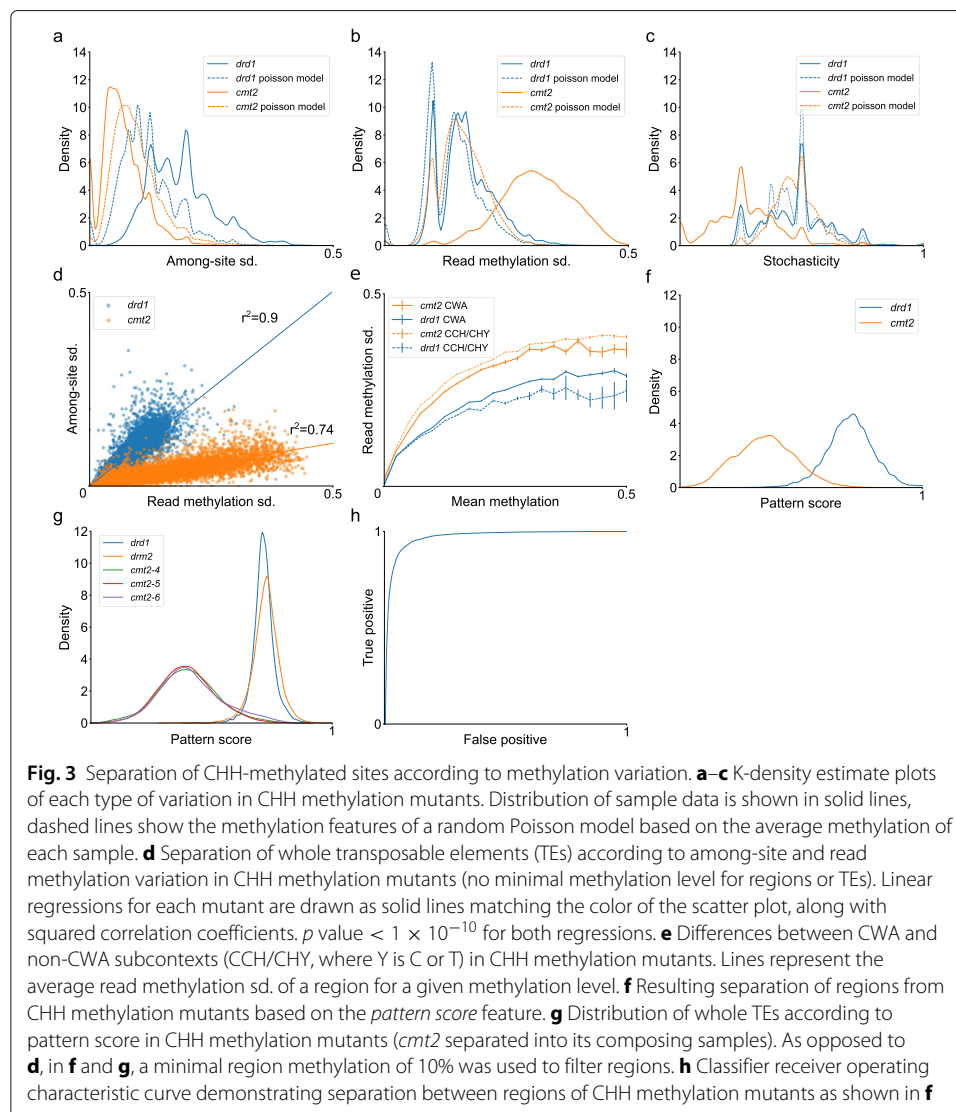 a
14
12
10
8
6
4
2
0
Density
drd1
drd1 poisson model
cmt2
cmt2 poisson model
Among-site sd.
0.5
b
14
12
10
8
6
4
2
0
Density
drd1
drd1 poisson model
cmt2
cmt2 poisson model
Read methylation sd.
0.5
c
14
12
10
8
6
4
2
0
Density
drd1
drd1 poisson model
cmt2
cmt2 poisson model
Stochasticity
1
d
0.5
Among-site sd.
drd1
cmt2
r²=0.9
r²=0.74
0
Read methylation sd.
0.5
e
0.5
Read methylation sd.
cmt2 CWA
drd1 CWA
cmt2 CCH/CHY
drd1 CCH/CHY
0
Mean methylation
0.5
f
12
10
8
6
4
2
0
Density
drd1
cmt2
Pattern score
1
g
12
10
8
6
4
2
0
Density
drd1
drm2
cmt2-4
cmt2-5
cmt2-6
Pattern score
1
h
1
True positive
0
False positive
1
Fig. 3 Separation of CHH-methylated sites according to methylation variation. a–c K-density estimate plots
of each type of variation in CHH methylation mutants. Distribution of sample data is shown in solid lines,
dashed lines show the methylation features of a random Poisson model based on the average methylation of
each sample. d Separation of whole transposable elements (TEs) according to among-site and read
methylation variation in CHH methylation mutants (no minimal methylation level for regions or TEs). Linear
regressions for each mutant are drawn as solid lines matching the color of the scatter plot, along with
squared correlation coefficients. p value < 1 × 10⁻¹⁰ for both regressions. e Differences between CWA and
non-CWA subcontexts (CCH/CHY, where Y is C or T) in CHH methylation mutants. Lines represent the
average read methylation sd. of a region for a given methylation level. f Resulting separation of regions from
CHH methylation mutants based on the pattern score feature. g Distribution of whole TEs according to
pattern score in CHH methylation mutants (cmt2 separated into its composing samples). As opposed to
d, in f and g, a minimal region methylation of 10% was used to filter regions. h Classifier receiver operating
characteristic curve demonstrating separation between regions of CHH methylation mutants as shown in f